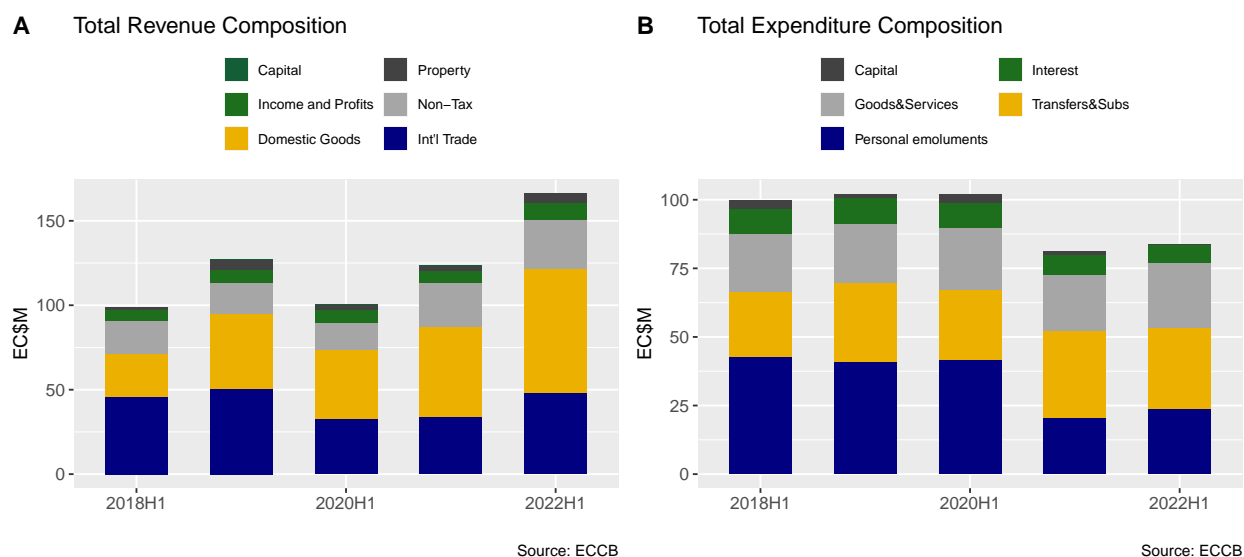 A Total Revenue Composition
Capital Property
Income and Profits Non−Tax
Domestic Goods Int'l Trade
150
100
50
0
EC$M
2018H1 2020H1 2022H1
Source: ECCB
B Total Expenditure Composition
Capital Interest
Goods&Services Transfers&Subs
Personal emoluments
100
75
50
25
0
EC$M
2018H1 2020H1 2022H1
Source: ECCB